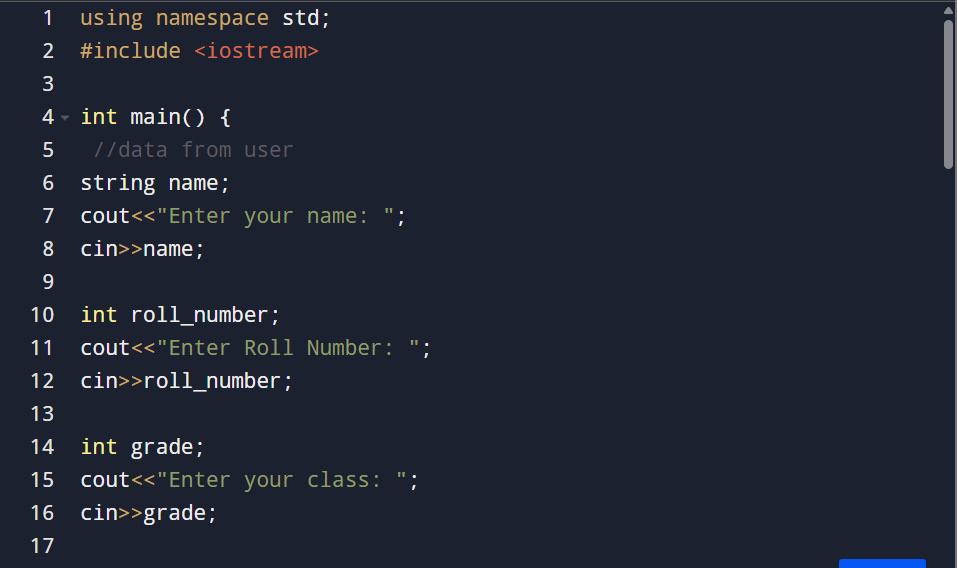 1 using namespace std;
2 #include <iostream>
3
4 int main() {
5 //data from user
6 string name;
7 cout<<"Enter your name: ";
8 cin>>name;
9
10 int roll_number;
11 cout<<"Enter Roll Number: ";
12 cin>>roll_number;
13
14 int grade;
15 cout<<"Enter your class: ";
16 cin>>grade;
17